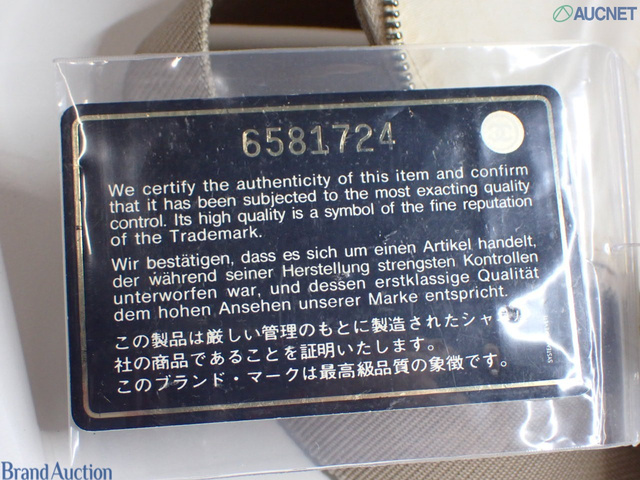 AUCNET
6581724
We certify the authenticity of this item and confirm
that it has been subjected to the most exacting quality
control. Its high quality is a symbol of the fine reputation
of the Trademark.
Wir bestätigen, dass es sich um einen Artikel handelt,
der während seiner Herstellung strengsten Kontrollen
unterworfen war, und dessen erstklassige Qualität
dem hohen Ansehen unserer Marke entspricht.
この製品は厳しい管理のもとに製造されたシャ
社の商品であることを証明いたします。
このブランド・マークは最高級品質の象徴です。
Brand Auction